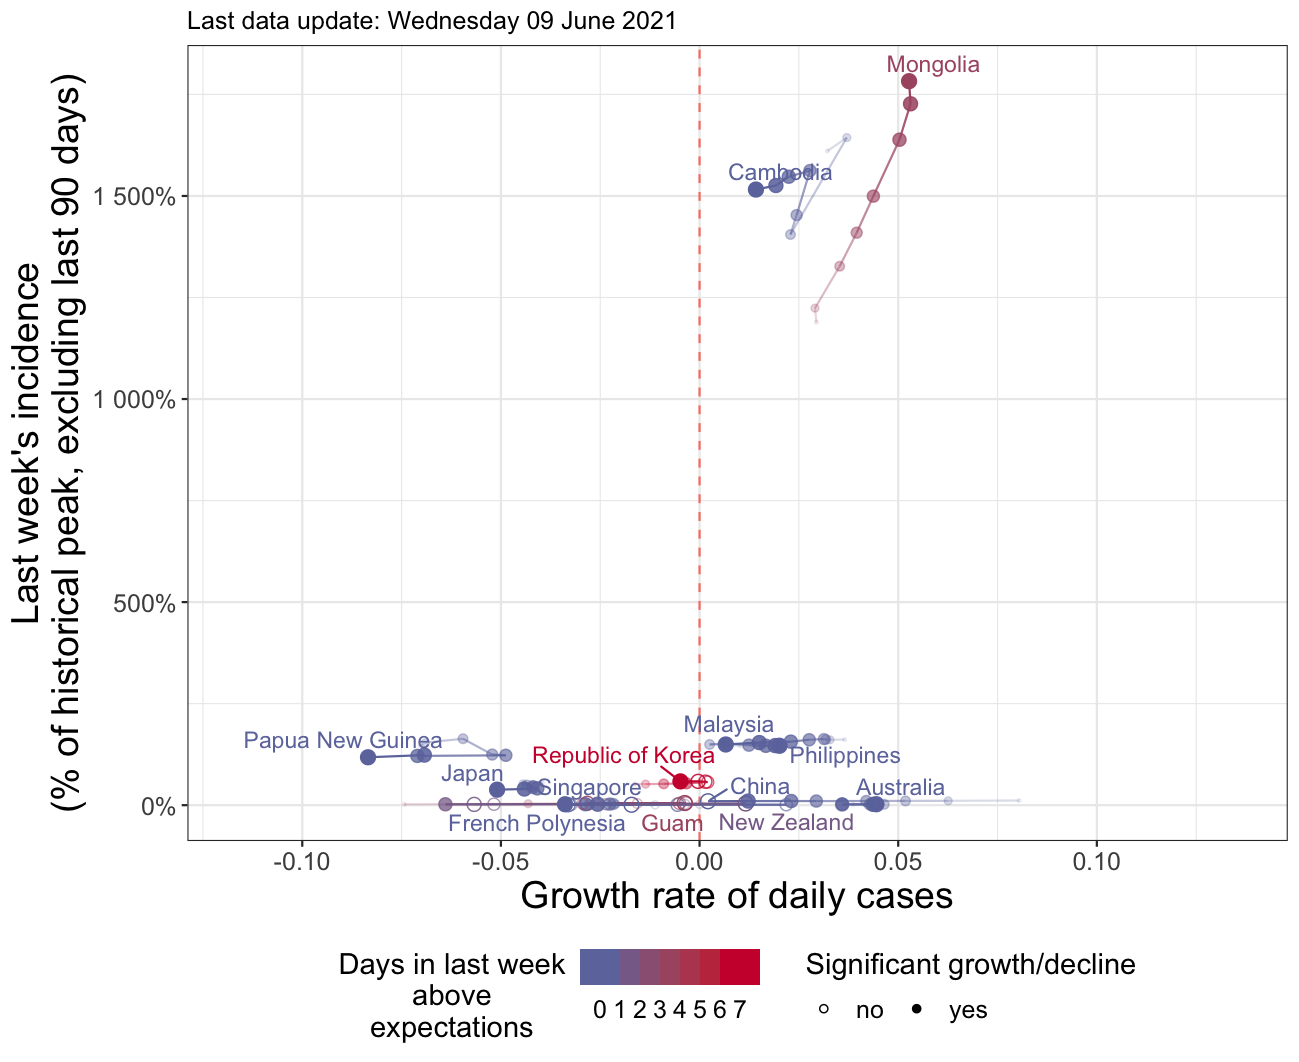 Last data update: Wednesday 09 June 2021
Last week's incidence
(% of historical peak, excluding last 90 days)
1 500%
1 000%
500%
0%
Mongolia
Cambodia
Malaysia
Papua New Guinea
Republic of Korea
Philippines
Japan
Singapore
China
Australia
French Polynesia
Guam
New Zealand
-0.10
-0.05
0.00
0.05
0.10
Growth rate of daily cases
Days in last week
above
expectations
0 1 2 3 4 5 6 7
Significant growth/decline
no
yes